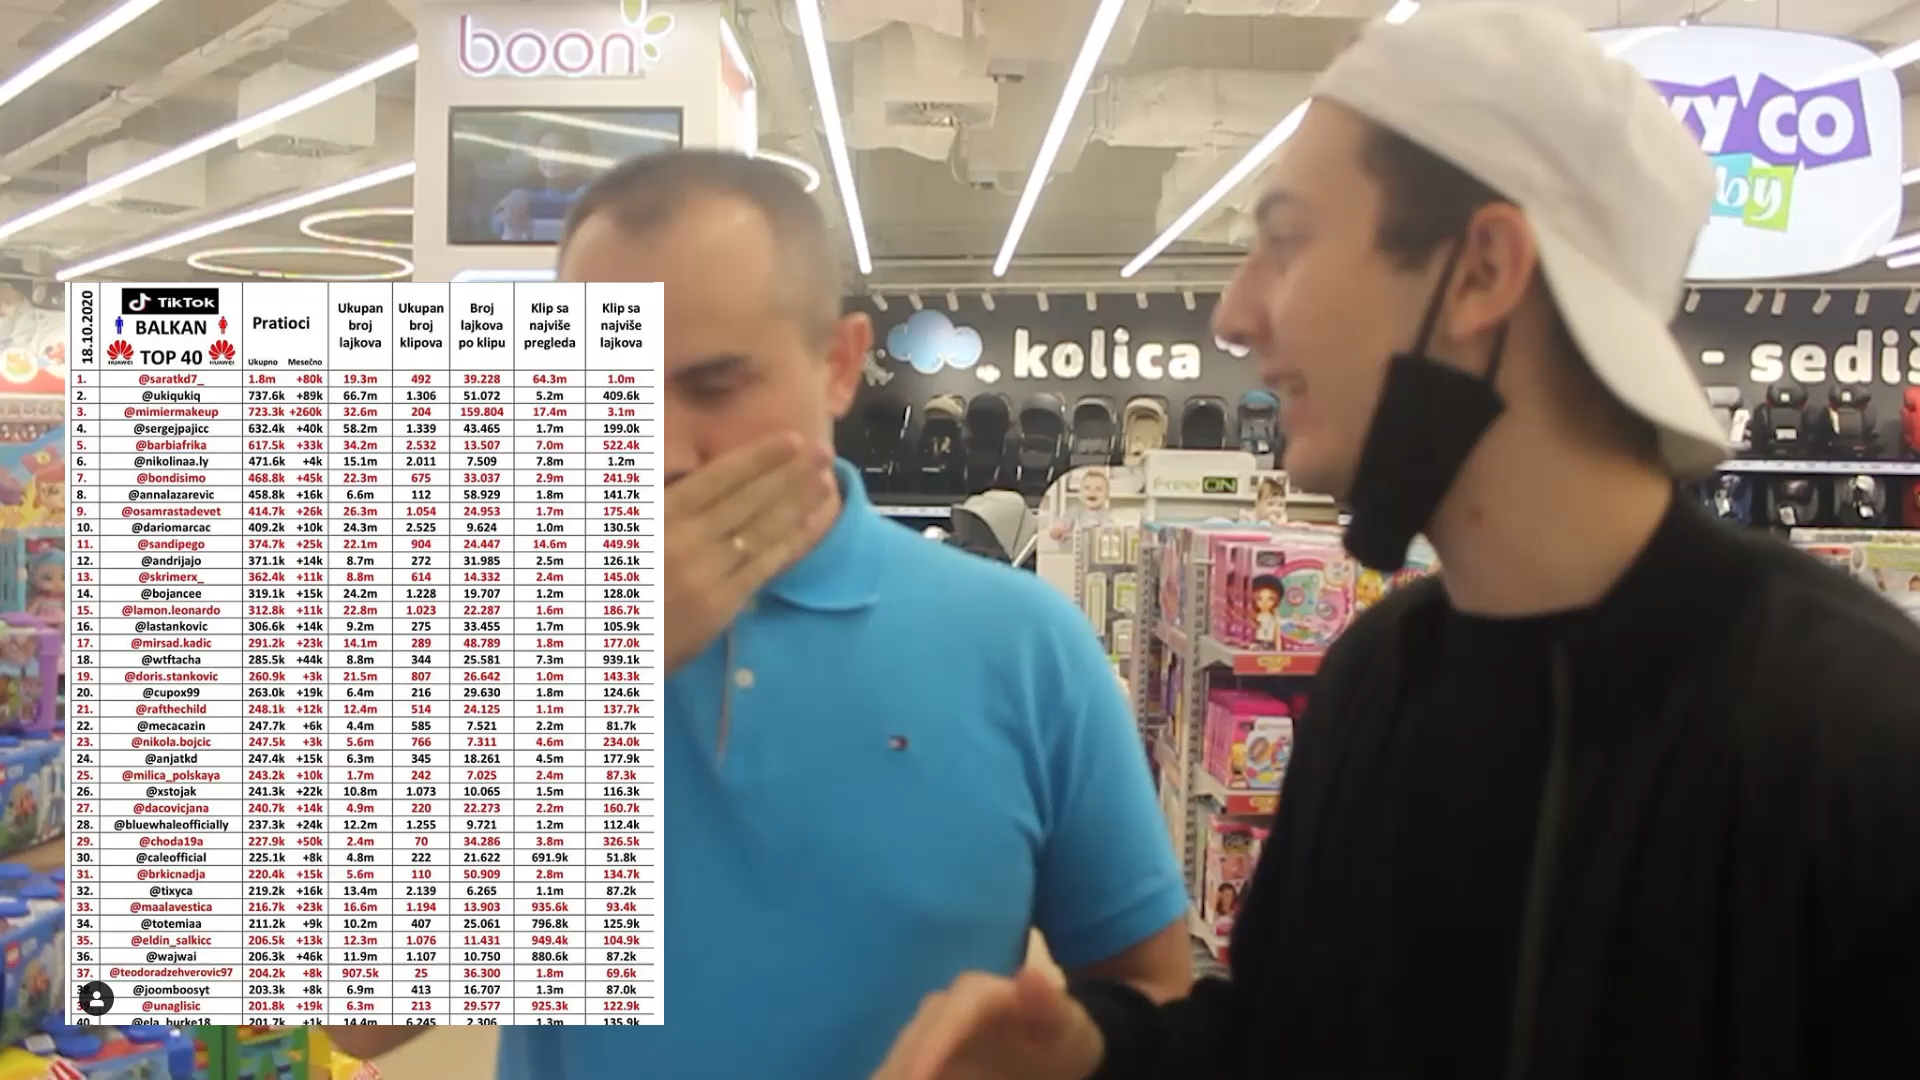 boon
YY CO
by
kolica
- sediš
FreeON
18.10.2020
TikTok
BALKAN
HUAWEI TOP 40 HUAWEI
Pratioci
Ukupno Mesečno
Ukupan broj lajkova
Ukupan broj klipova
Broj lajkova po klipu
Klip sa najviše pregleda
Klip sa najviše lajkova
1. @saratkd7_ 1.8m +80k 19.3m 492 39.228 64.3m 1.0m
2. @ukiqukiq 737.6k +89k 66.7m 1.306 51.072 5.2m 409.6k
3. @mimiermakeup 723.3k +260k 32.6m 204 159.804 17.4m 3.1m
4. @sergejpajicc 632.4k +40k 58.2m 1.339 43.465 1.7m 199.0k
5. @barbiafrika 617.5k +33k 34.2m 2.532 13.507 7.0m 522.4k
6. @nikolinaa.ly 471.6k +4k 15.1m 2.011 7.509 7.8m 1.2m
7. @bondisimo 468.8k +45k 22.3m 675 33.037 2.9m 241.9k
8. @annalazarevic 458.8k +16k 6.6m 112 58.929 1.8m 141.7k
9. @osamrastadevet 414.7k +26k 26.3m 1.054 24.953 1.7m 175.4k
10. @dariomarcac 409.2k +10k 24.3m 2.525 9.624 1.0m 130.5k
11. @sandipego 374.7k +25k 22.1m 904 24.447 14.6m 449.9k
12. @andrijajo 371.1k +14k 8.7m 272 31.985 2.5m 126.1k
13. @skrimerx_ 362.4k +11k 8.8m 614 14.332 2.4m 145.0k
14. @bojancee 319.1k +15k 24.2m 1.228 19.707 1.2m 128.0k
15. @lamon.leonardo 312.8k +11k 22.8m 1.023 22.287 1.6m 186.7k
16. @lastankovic 306.6k +14k 9.2m 275 33.455 1.7m 105.9k
17. @mirsad.kadic 291.2k +23k 14.1m 289 48.789 1.8m 177.0k
18. @wtftacha 285.5k +44k 8.8m 344 25.581 7.3m 939.1k
19. @doris.stankovic 260.9k +3k 21.5m 807 26.642 1.0m 143.3k
20. @cupox99 263.0k +19k 6.4m 216 29.630 1.8m 124.6k
21. @rafthechild 248.1k +12k 12.4m 514 24.125 1.1m 137.7k
22. @mecacazin 247.7k +6k 4.4m 585 7.521 2.2m 81.7k
23. @nikola.bojcic 247.5k +3k 5.6m 766 7.311 4.6m 234.0k
24. @anjatkd 247.4k +15k 6.3m 345 18.261 4.5m 177.9k
25. @milica_polskaya 243.2k +10k 1.7m 242 7.025 2.4m 87.3k
26. @xstojak 241.3k +22k 10.8m 1.073 10.065 1.5m 116.3k
27. @dacovicjana 240.7k +14k 4.9m 220 22.273 2.2m 160.7k
28. @bluewhaleofficially 237.3k +24k 12.2m 1.255 9.721 1.2m 112.4k
29. @choda19a 227.9k +50k 2.4m 70 34.286 3.8m 326.5k
30. @caleofficial 225.1k +8k 4.8m 222 21.622 691.9k 51.8k
31. @brkicnadja 220.4k +15k 5.6m 110 50.909 2.8m 134.7k
32. @tixyca 219.2k +16k 13.4m 2.139 6.265 1.1m 87.2k
33. @maalavestica 216.7k +23k 16.6m 1.194 13.903 935.6k 93.4k
34. @totemiaa 211.2k +9k 10.2m 407 25.061 796.8k 125.9k
35. @eldin_salkicc 206.5k +13k 12.3m 1.076 11.431 949.4k 104.9k
36. @wajwai 206.3k +46k 11.9m 1.107 10.750 880.6k 87.2k
37. @teodoradzehverovic97 204.2k +8k 907.5k 25 36.300 1.8m 69.6k
38. @joomboosyt 203.3k +8k 6.9m 413 16.707 1.3m 87.0k
39. @unaglisic 201.8k +19k 6.3m 213 29.577 925.3k 122.9k
40. @ela_burke18 201.7k +1k 14.4m 6.245 2.306 1.3m 135.9k